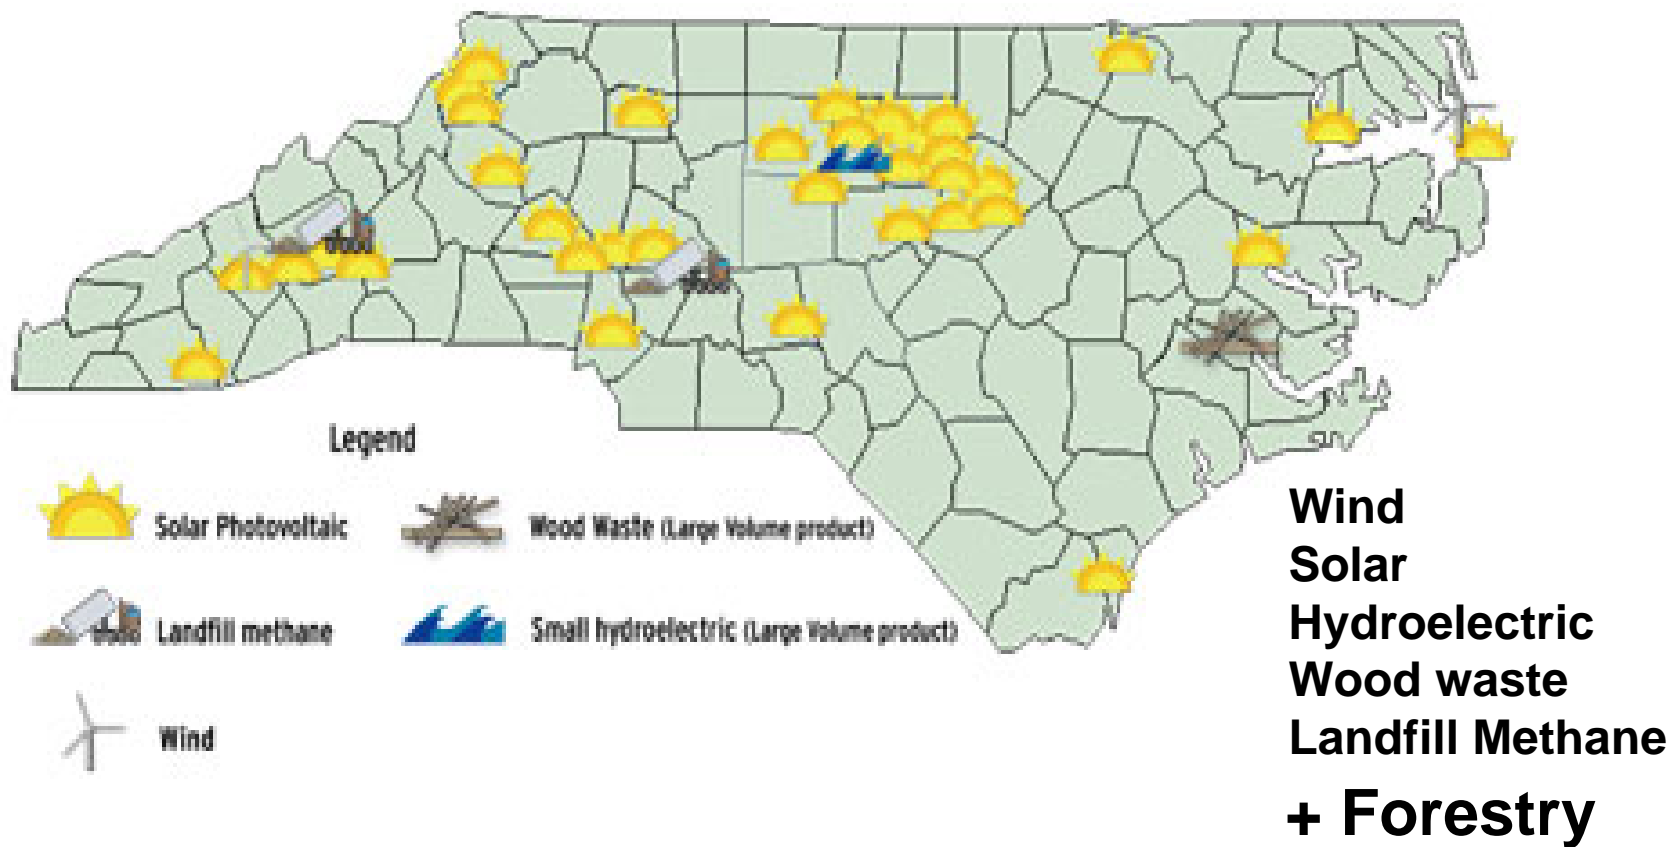 Legend
Solar Photovoltaic
Wood Waste (Large Volume product)
Landfill methane
Small hydroelectric (Large Volume product)
Wind
Wind
Solar
Hydroelectric
Wood waste
Landfill Methane
+ Forestry